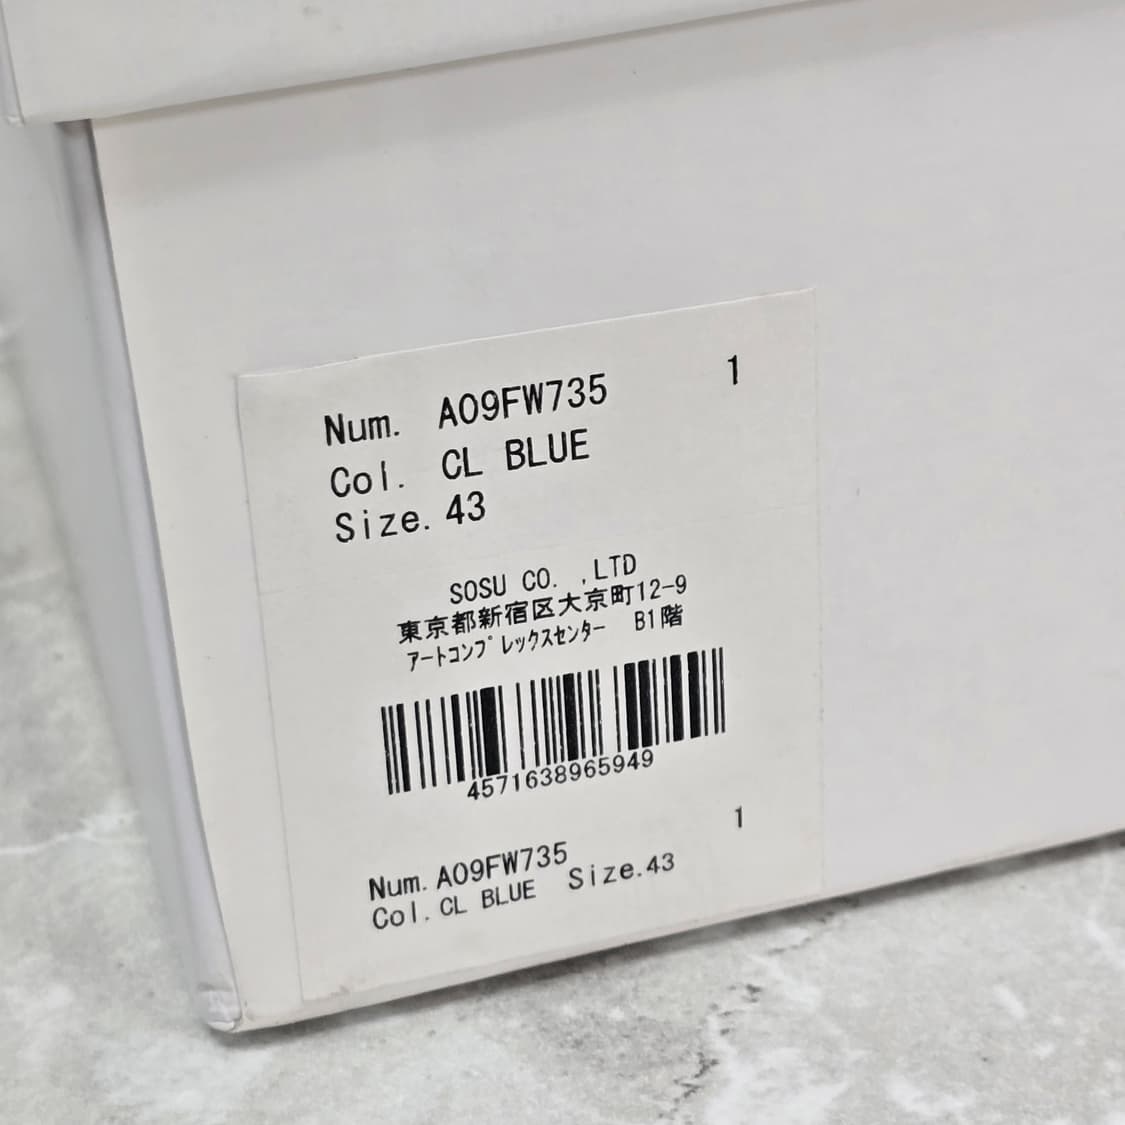 Num. A09FW735 1
Col. CL BLUE
Size. 43
SOSU CO. ,LTD
東京都新宿区大京町12-9
ｱｰﾄｺﾝﾌﾟﾚｯｸｽｾﾝﾀｰ B1階
4571638965949
1
Num. A09FW735
Col. CL BLUE Size. 43